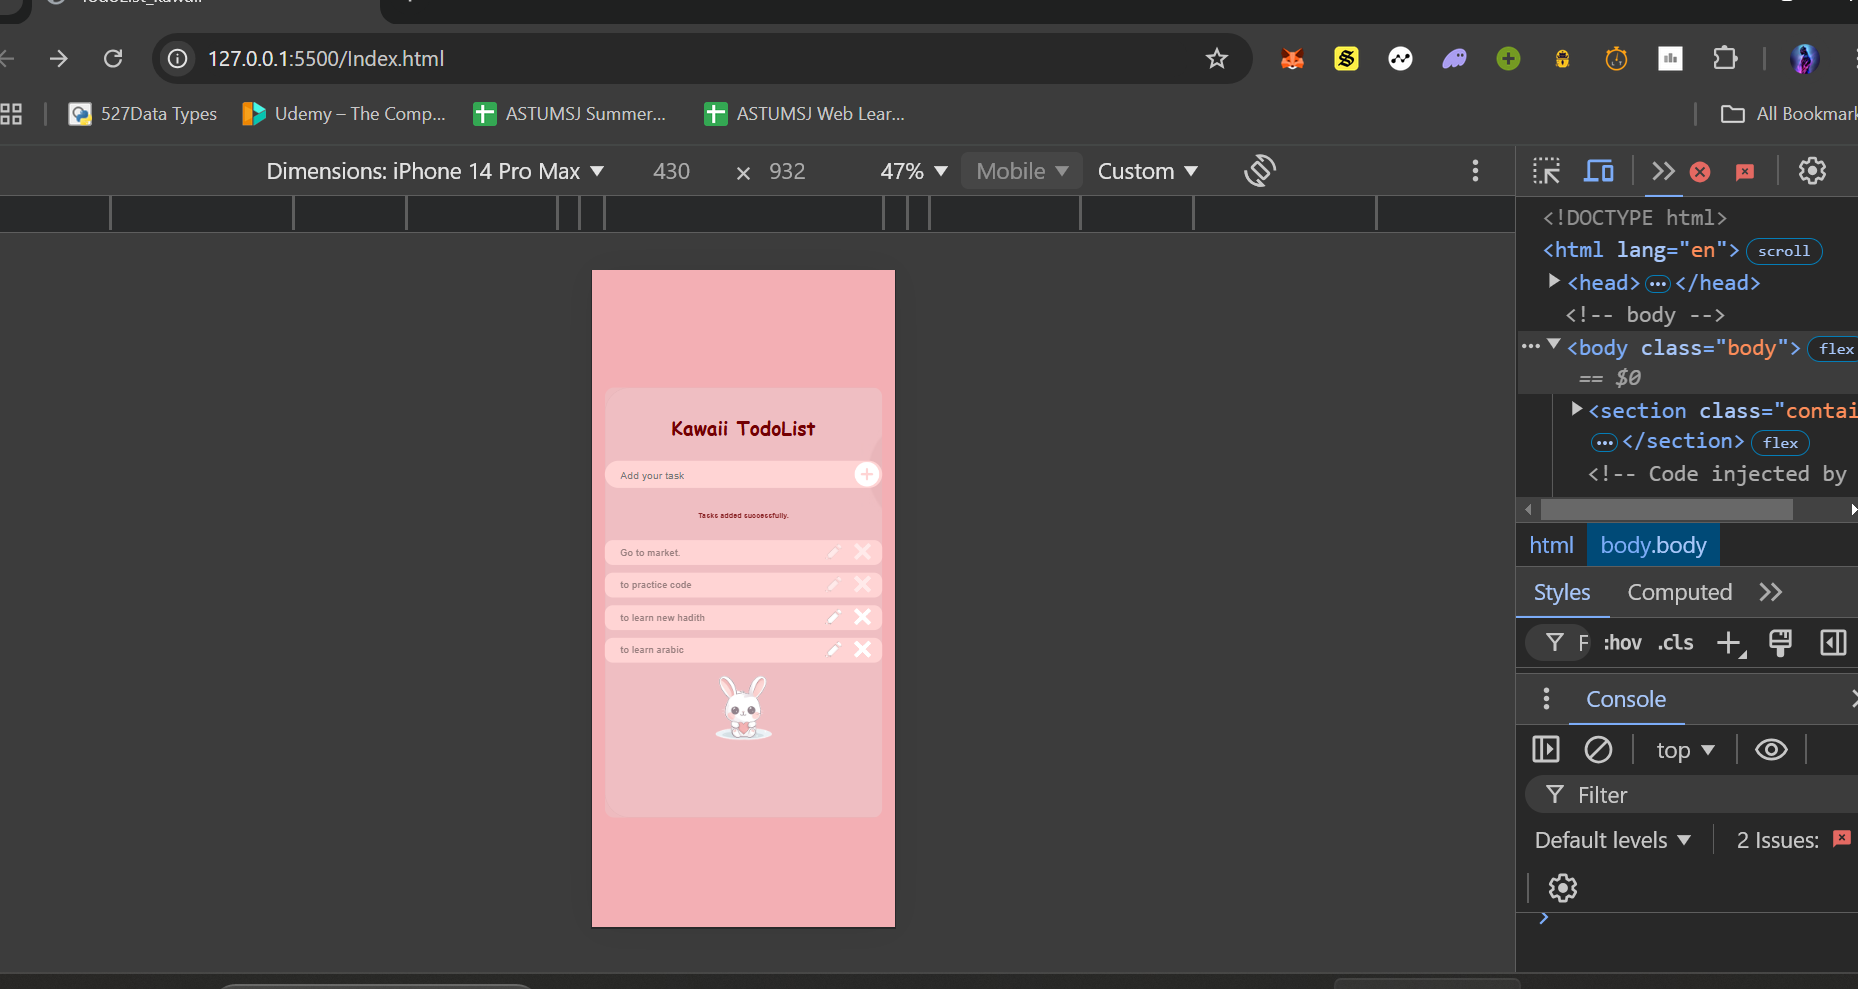 127.0.0.1:5500/Index.html
527Data Types
Udemy – The Comp...
ASTUMSJ Summer...
ASTUMSJ Web Lear...
All Bookmark
Dimensions: iPhone 14 Pro Max
430 × 932
47%
Mobile
Custom
<!DOCTYPE html>
<html lang="en"> scroll
<head> ••• </head>
<!-- body -->
••• <body class="body"> flex
== $0
<section class="contai
••• </section> flex
<!-- Code injected by
html body.body
Styles Computed
F :hov .cls
Console
top
Filter
Default levels 2 Issues:
Kawaii TodoList
Add your task
Tasks added successfully.
Go to market.
to practice code
to learn new hadith
to learn arabic